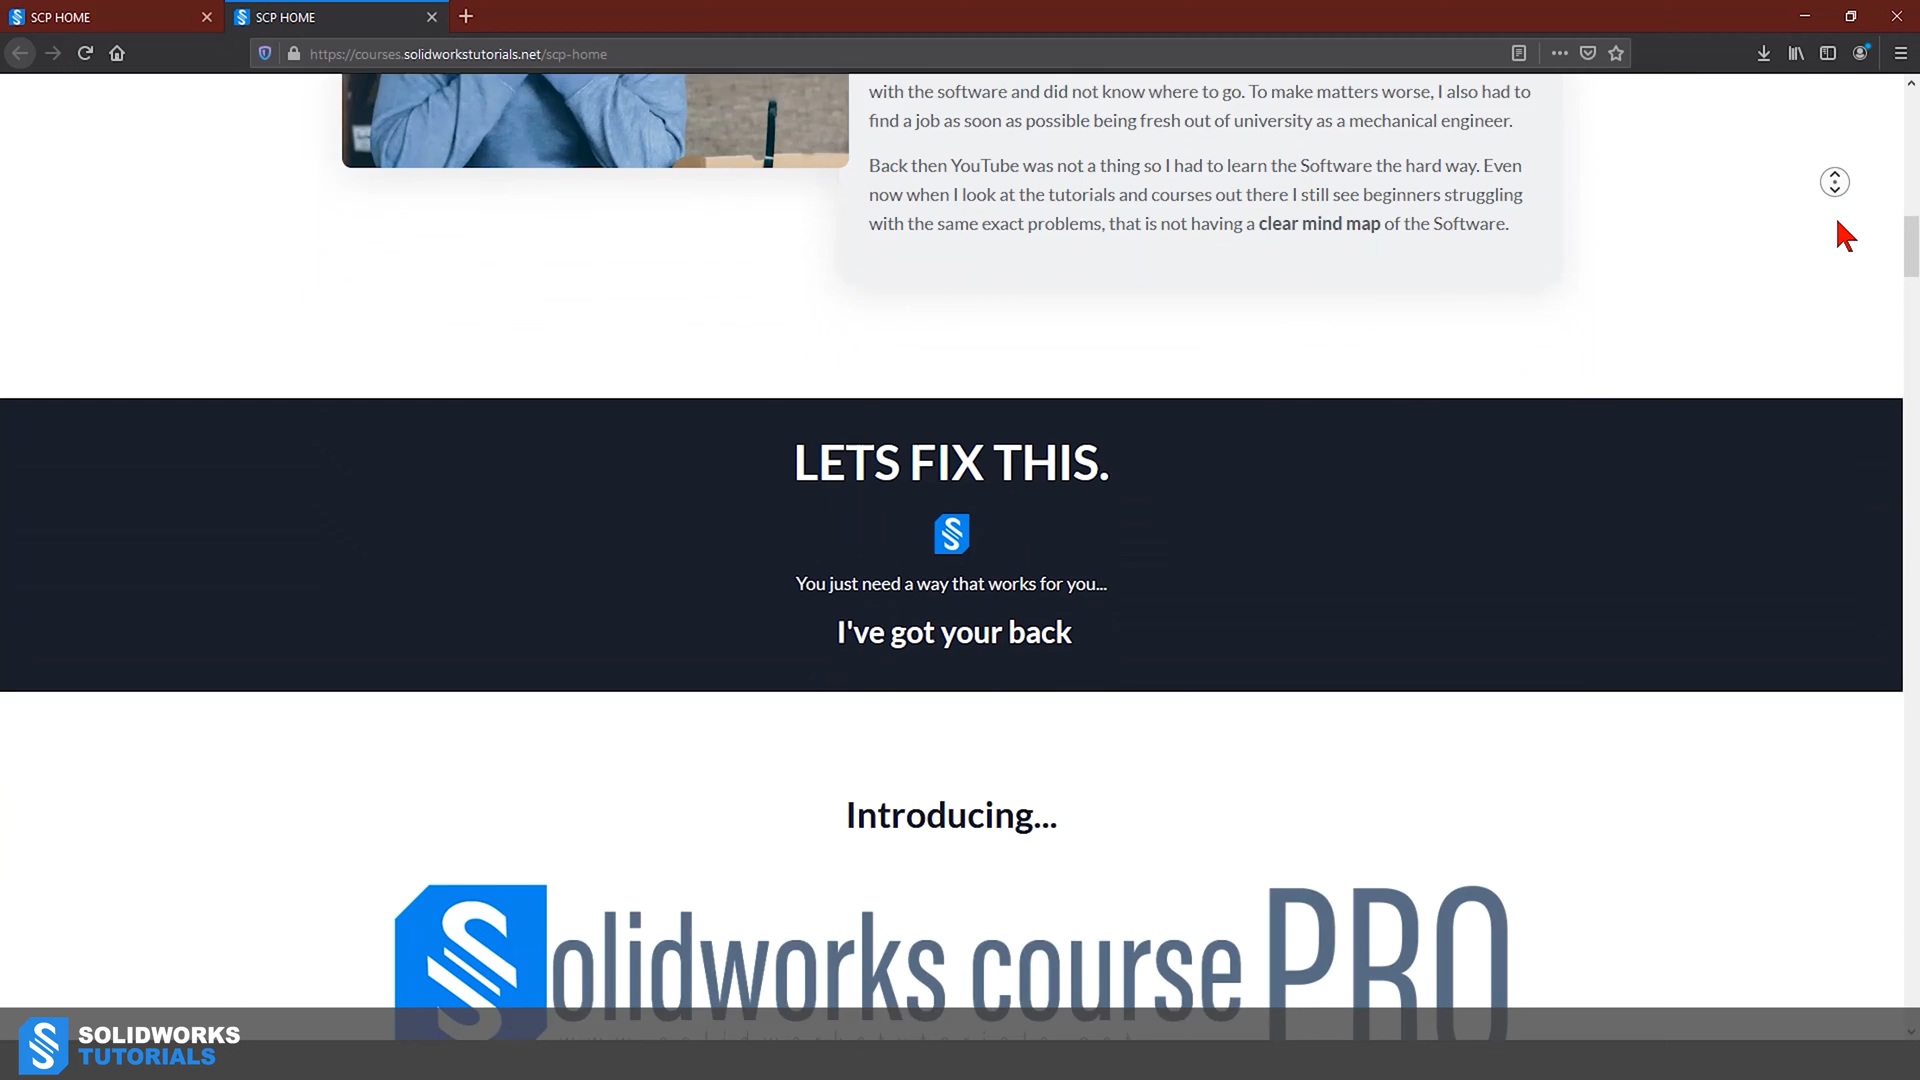 SCP HOME
SCP HOME
https://courses.solidworkstutorials.net/scp-home
with the software and did not know where to go. To make matters worse, I also had to
find a job as soon as possible being fresh out of university as a mechanical engineer.
Back then YouTube was not a thing so I had to learn the Software the hard way. Even
now when I look at the tutorials and courses out there I still see beginners struggling
with the same exact problems, that is not having a clear mind map of the Software.
LETS FIX THIS.
You just need a way that works for you...
I've got your back
Introducing...
Solidworks course PRO
SOLIDWORKS
TUTORIALS